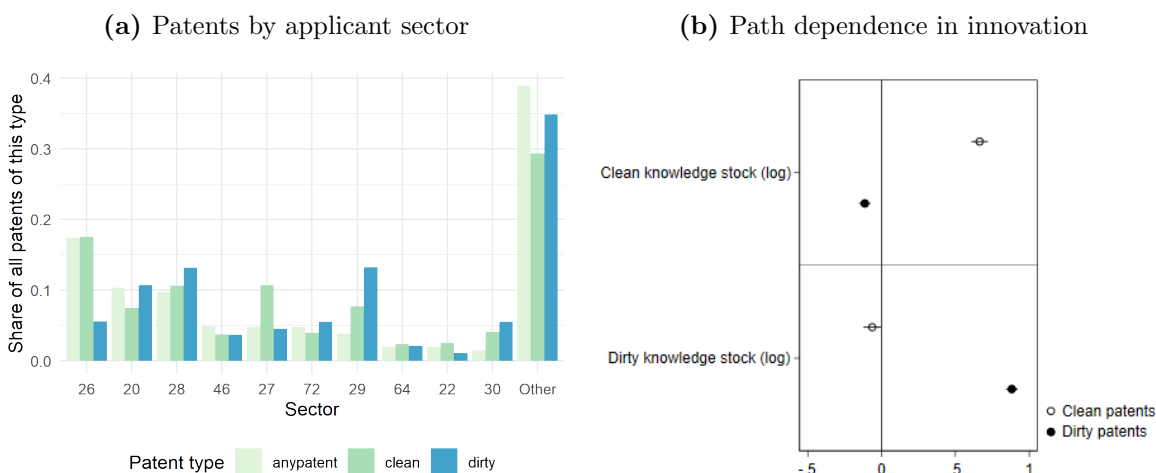 (a) Patents by applicant sector
Share of all patents of this type
0.4
0.3
0.2
0.1
0.0
26 20 28 46 27 72 29 64 22 30 Other
Sector
Patent type anypatent clean dirty
(b) Path dependence in innovation
Clean knowledge stock (log)
Dirty knowledge stock (log)
-.5 0 .5 1
Clean patents
Dirty patents